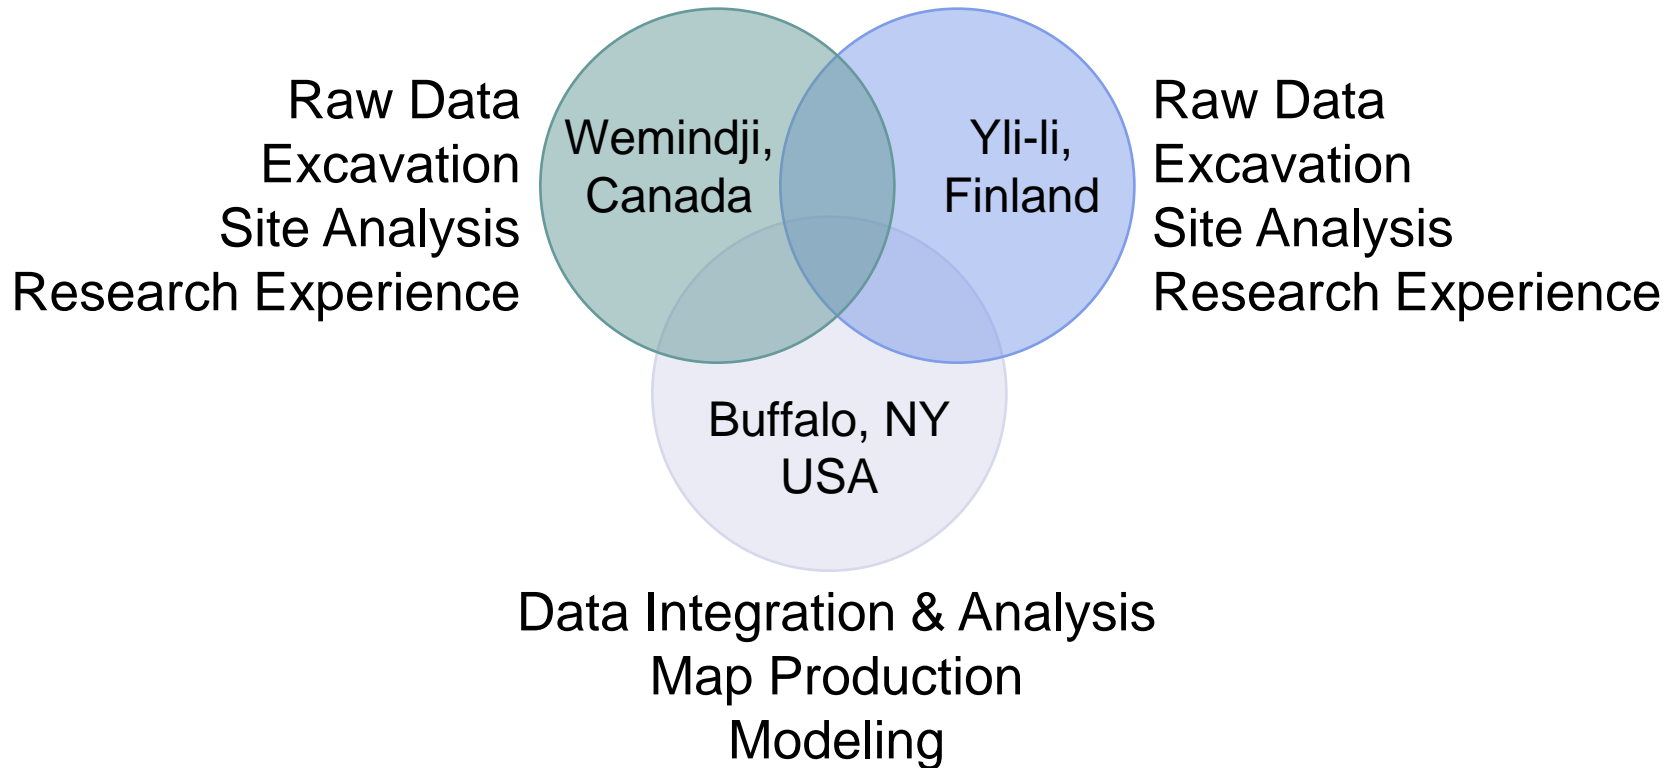 Raw Data
Excavation
Site Analysis
Research Experience
Wemindji,
Canada
Yli-Ii,
Finland
Raw Data
Excavation
Site Analysis
Research Experience
Buffalo, NY
USA
Data Integration & Analysis
Map Production
Modeling